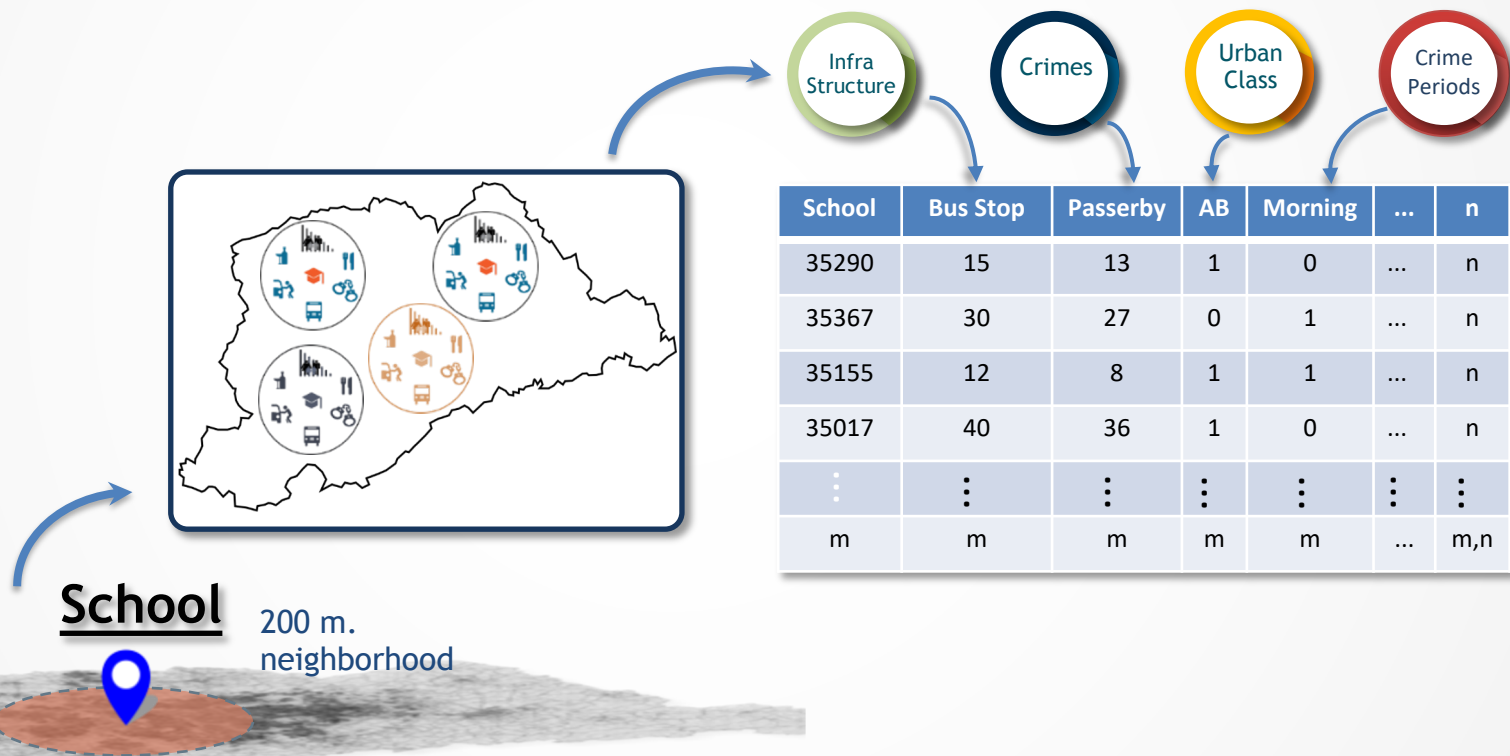 Infra
Structure
Crimes
Urban
Class
Crime
Periods
School Bus Stop Passerby AB Morning ... n
35290 15 13 1 0 ... n
35367 30 27 0 1 ... n
35155 12 8 1 1 ... n
35017 40 36 1 0 ... n
⋮ ⋮ ⋮ ⋮ ⋮ ⋮ ⋮
m m m m m ... m,n
School
200 m.
neighborhood